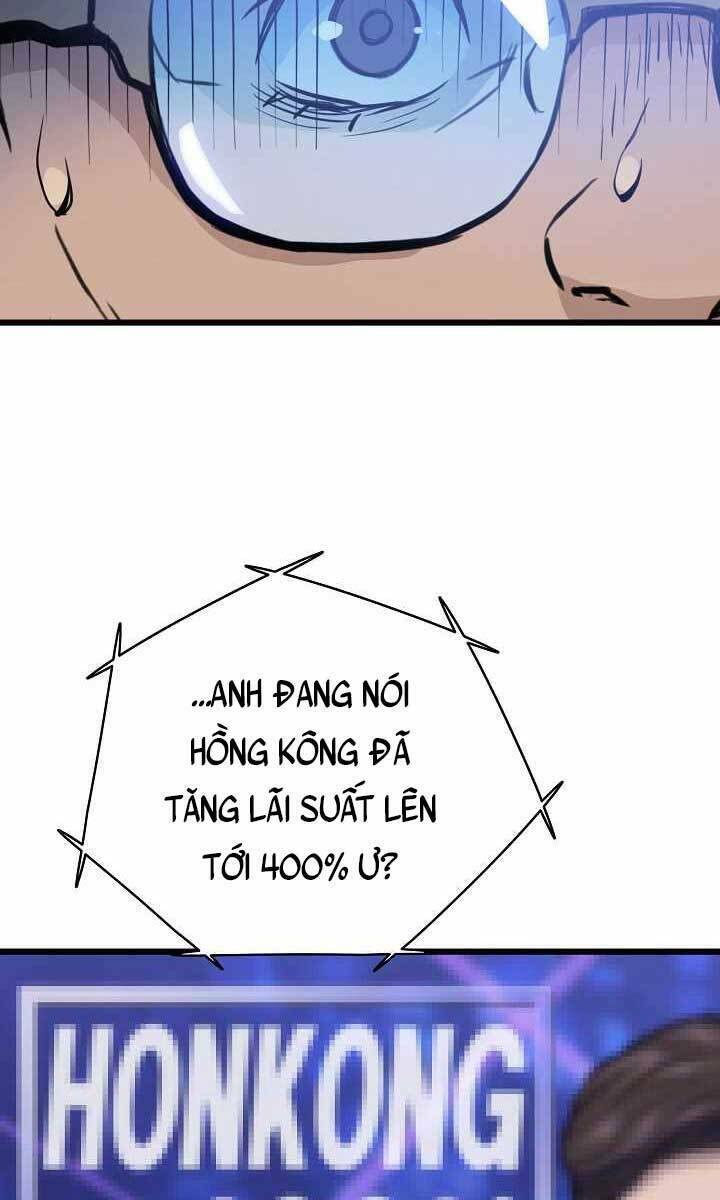 ...ANH ĐANG NÓI
HỒNG KÔNG ĐÃ
TĂNG LÃI SUẤT LÊN
TỚI 400% Ư?
HONKONG